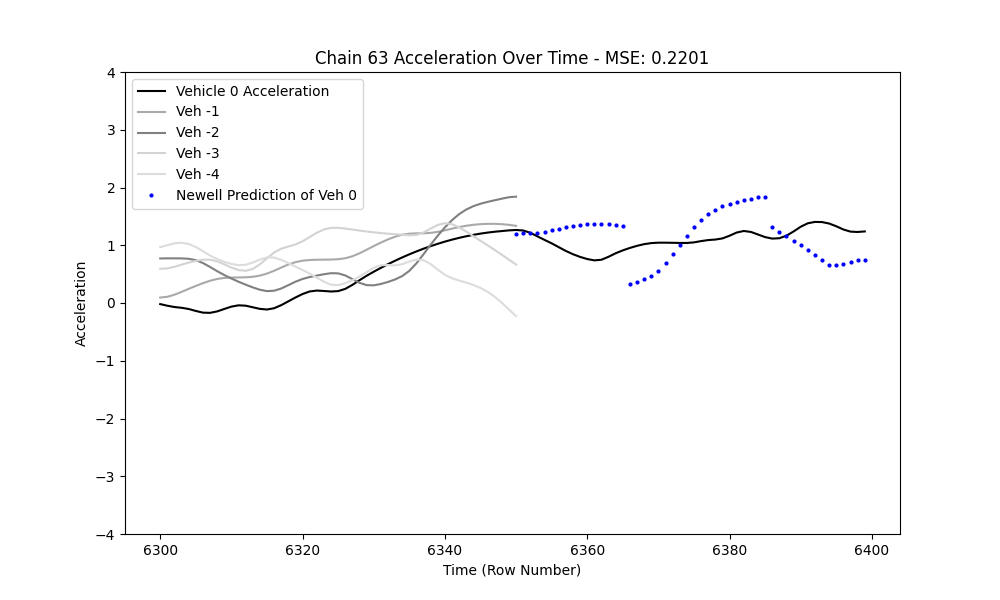 Chain 63 Acceleration Over Time - MSE: 0.2201
Vehicle 0 Acceleration
Veh -1
Veh -2
Veh -3
Veh -4
Newell Prediction of Veh 0
Acceleration
4
3
2
1
0
−1
−2
−3
−4
6300 6320 6340 6360 6380 6400
Time (Row Number)